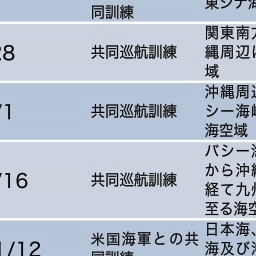 同訓練
東シナ海
28
共同巡航訓練
関東南方
縄周辺に
域
/1
共同巡航訓練
沖縄周辺
シー海峡
海空域
/16
共同巡航訓練
バシー海
から沖縄
経て九州
至る海空
1/12
米国海軍との共
同訓練
日本海、
海及び沖